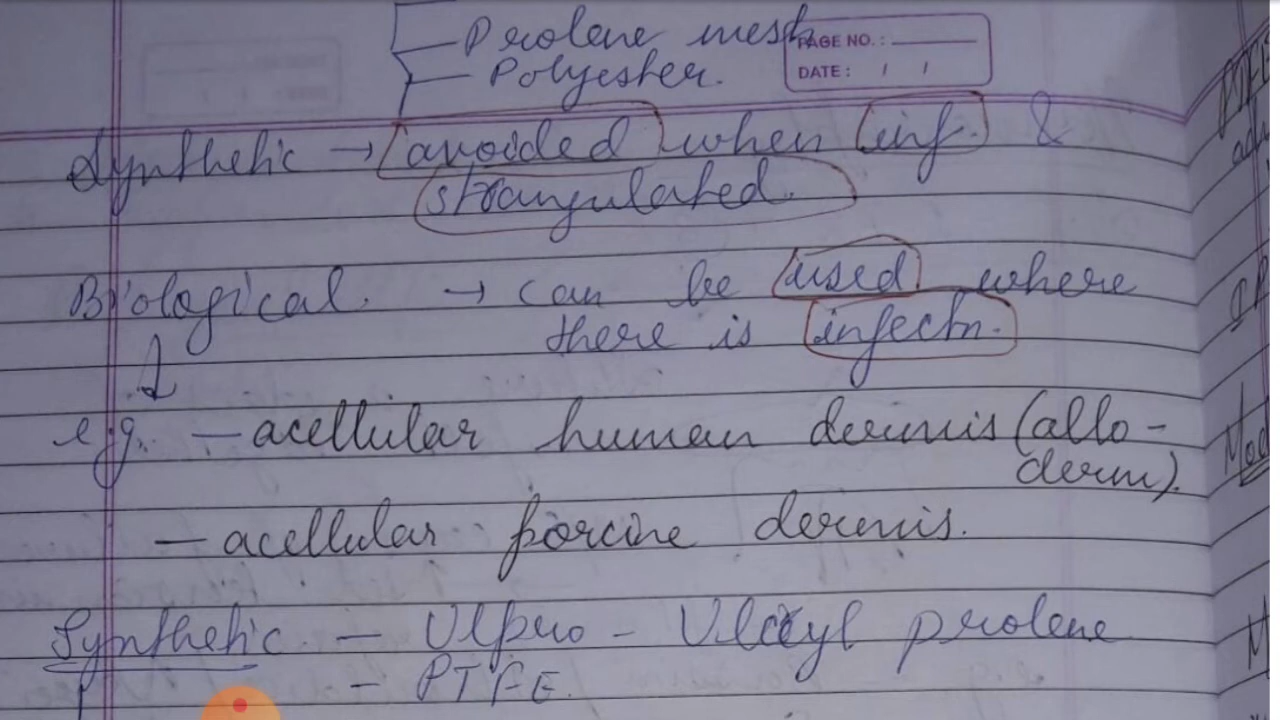 Prolene mesh
PAGE NO. :
Polyester.
DATE : / /
Synthetic → avoided when inf. &
strangulated.
Biological → can be used where
there is infectn.
e.g. – acellular human dermis (allo-
derm).
– acellular porcine dermis.
Synthetic – Ulpro – Vlcryl prolene
– PTFE.